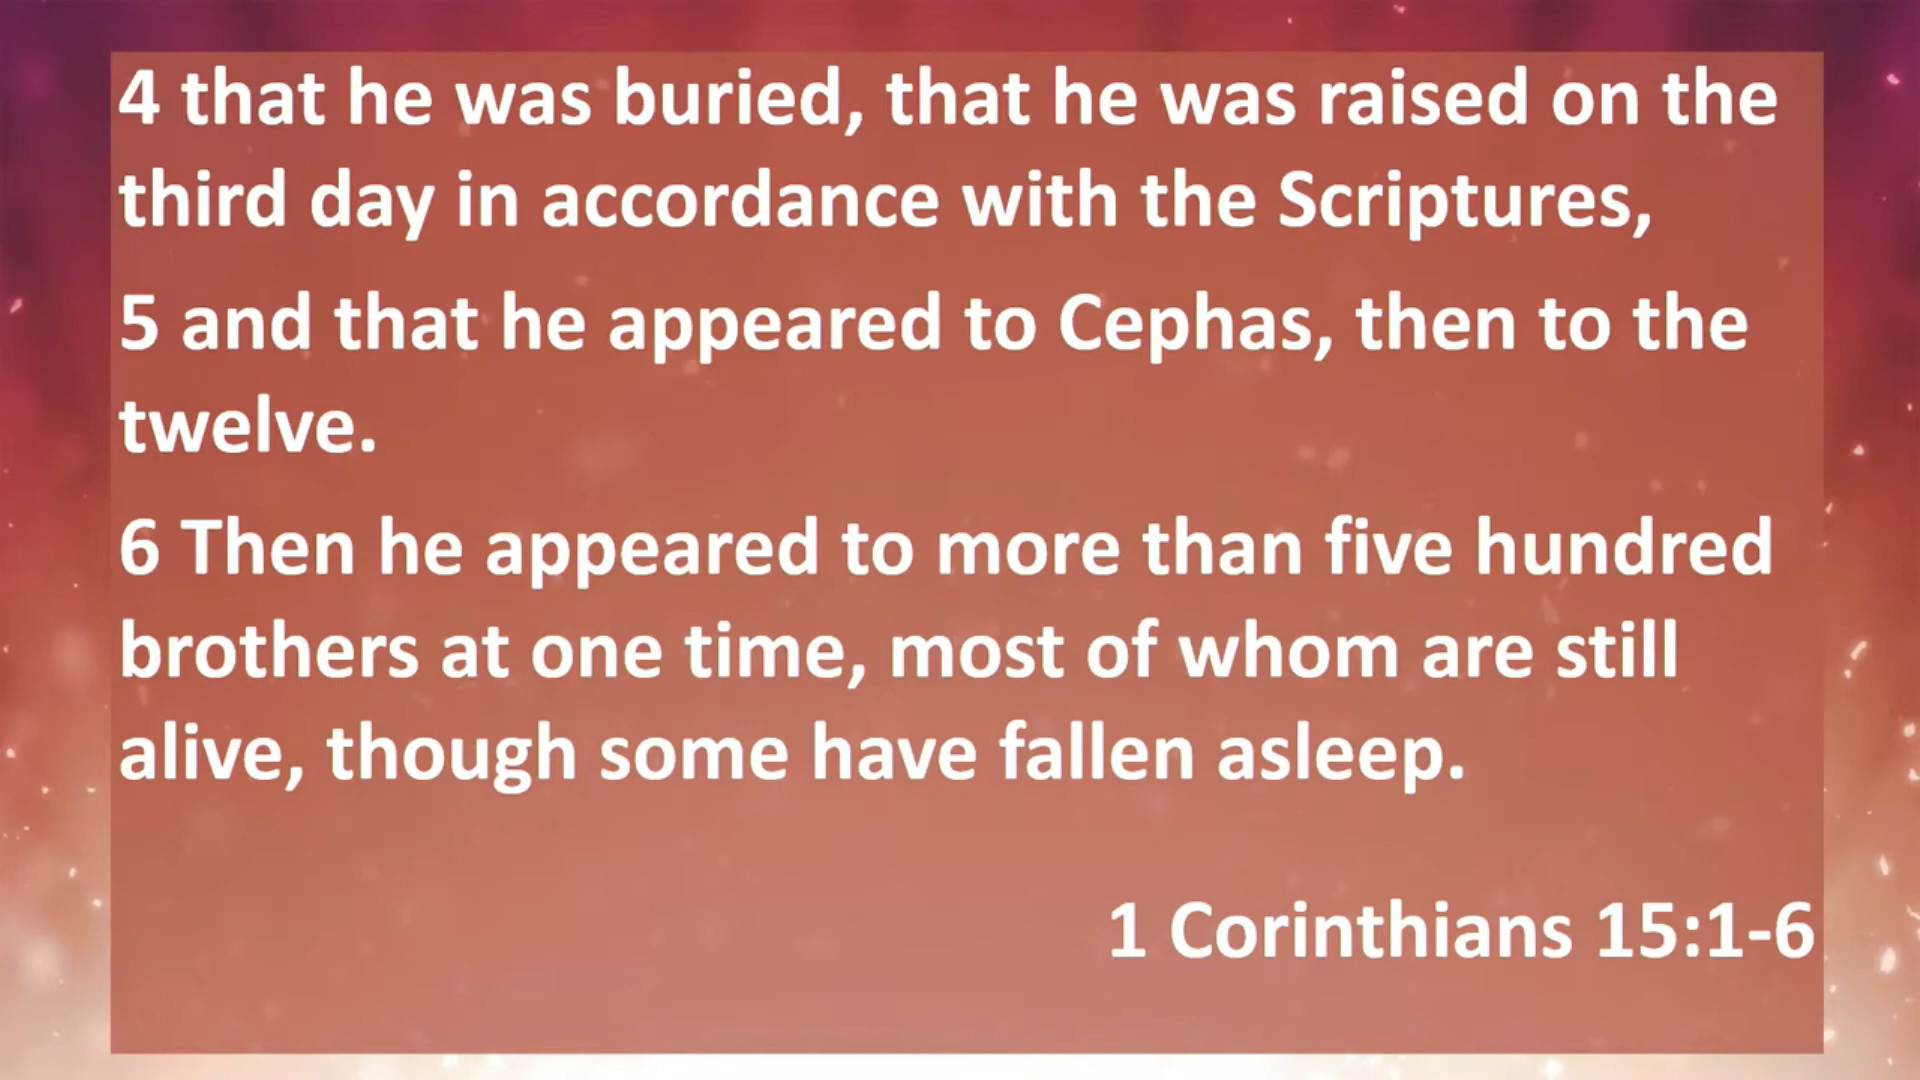 4 that he was buried, that he was raised on the
third day in accordance with the Scriptures,
5 and that he appeared to Cephas, then to the
twelve.
6 Then he appeared to more than five hundred
brothers at one time, most of whom are still
alive, though some have fallen asleep.
1 Corinthians 15:1-6